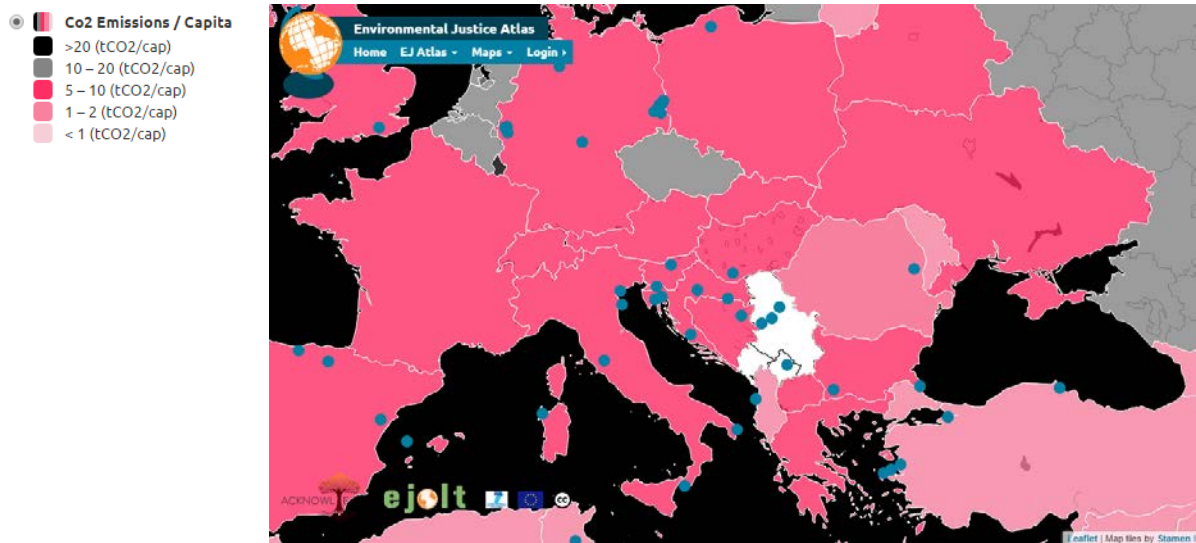 Co2 Emissions / Capita
>20 (tCO2/cap)
10 – 20 (tCO2/cap)
5 – 10 (tCO2/cap)
1 – 2 (tCO2/cap)
< 1 (tCO2/cap)
Environmental Justice Atlas
Home EJ Atlas Maps Login
ejolt
cc
Leaflet | Map tiles by Stamen